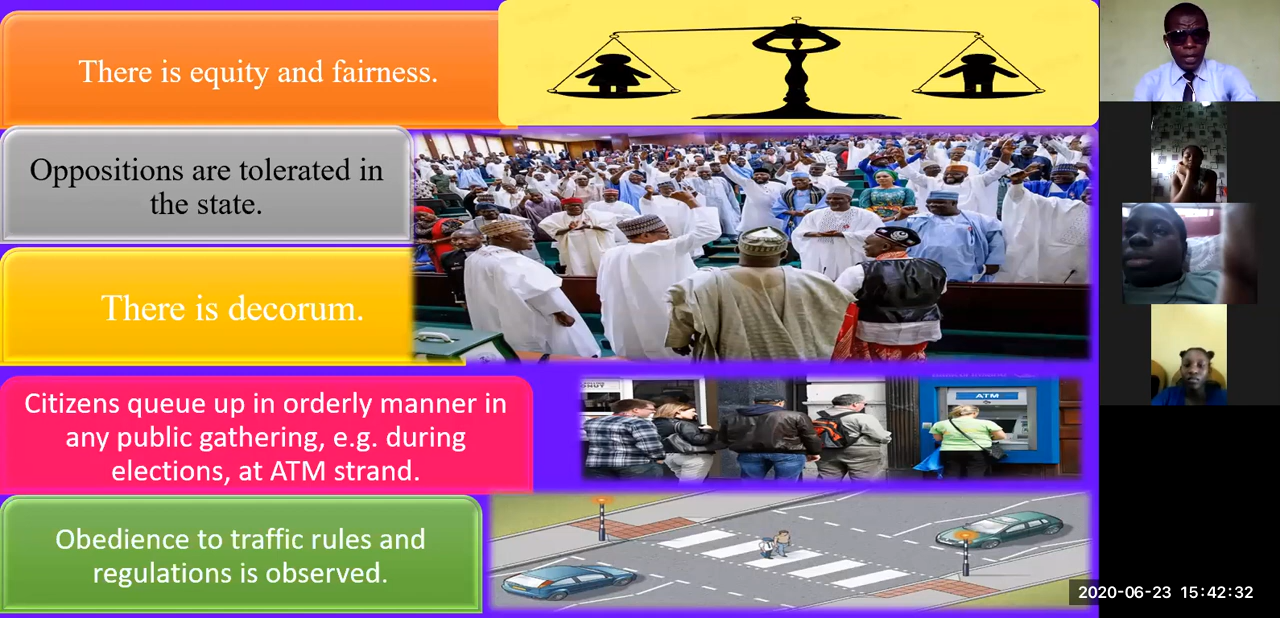 There is equity and fairness.
Oppositions are tolerated in
the state.
There is decorum.
Citizens queue up in orderly manner in
any public gathering, e.g. during
elections, at ATM strand.
ATM
Obedience to traffic rules and
regulations is observed.
2020-06-23 15:42:32